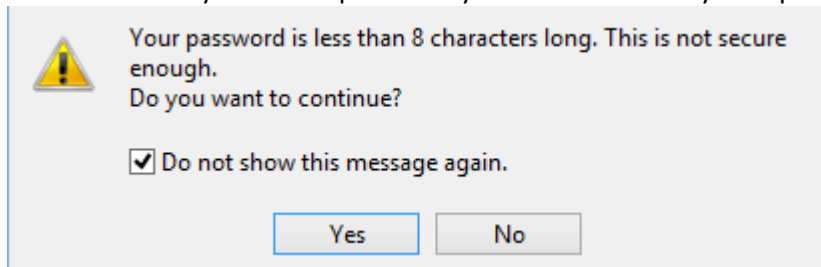 Your password is less than 8 characters long. This is not secure
enough.
Do you want to continue?
Do not show this message again.
Yes No